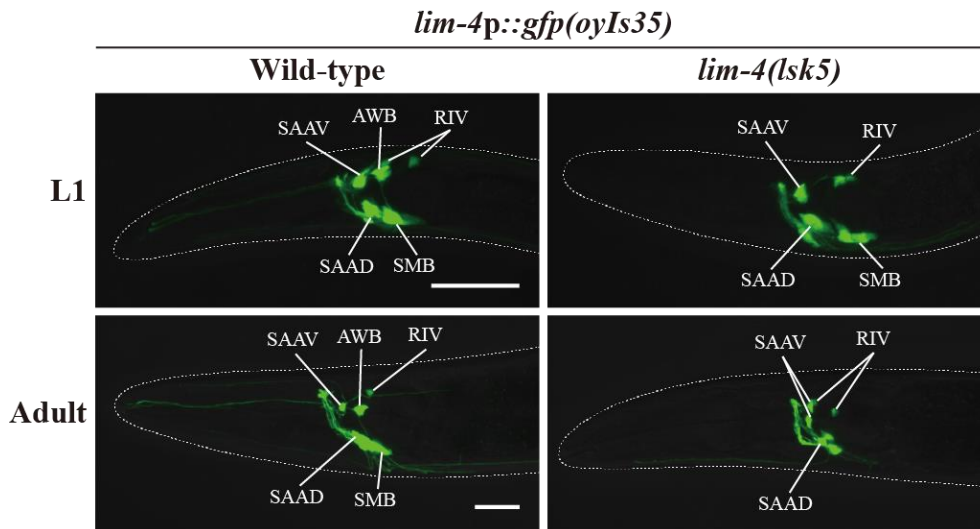 lim-4p::gfp(oyIs35)
Wild-type
lim-4(lsk5)
L1
SAAV
AWB
RIV
SAAD
SMB
SAAV
RIV
SAAD
SMB
Adult
SAAV
AWB
RIV
SAAD
SMB
SAAV
RIV
SAAD